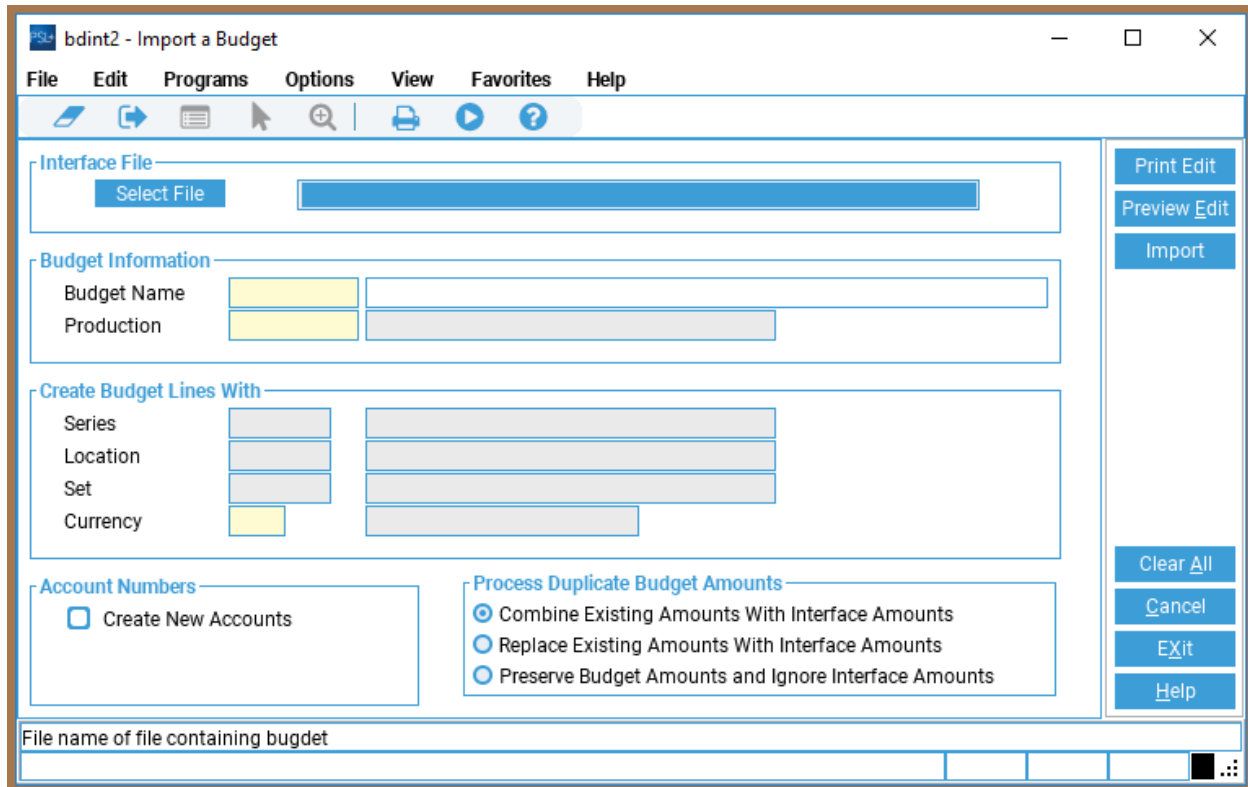 PSL+ bdint2 - Import a Budget
File Edit Programs Options View Favorites Help
Interface File
Select File
Budget Information
Budget Name
Production
Create Budget Lines With
Series
Location
Set
Currency
Account Numbers
Create New Accounts
Process Duplicate Budget Amounts
Combine Existing Amounts With Interface Amounts
Replace Existing Amounts With Interface Amounts
Preserve Budget Amounts and Ignore Interface Amounts
Print Edit
Preview Edit
Import
Clear All
Cancel
EXit
Help
File name of file containing bugdet